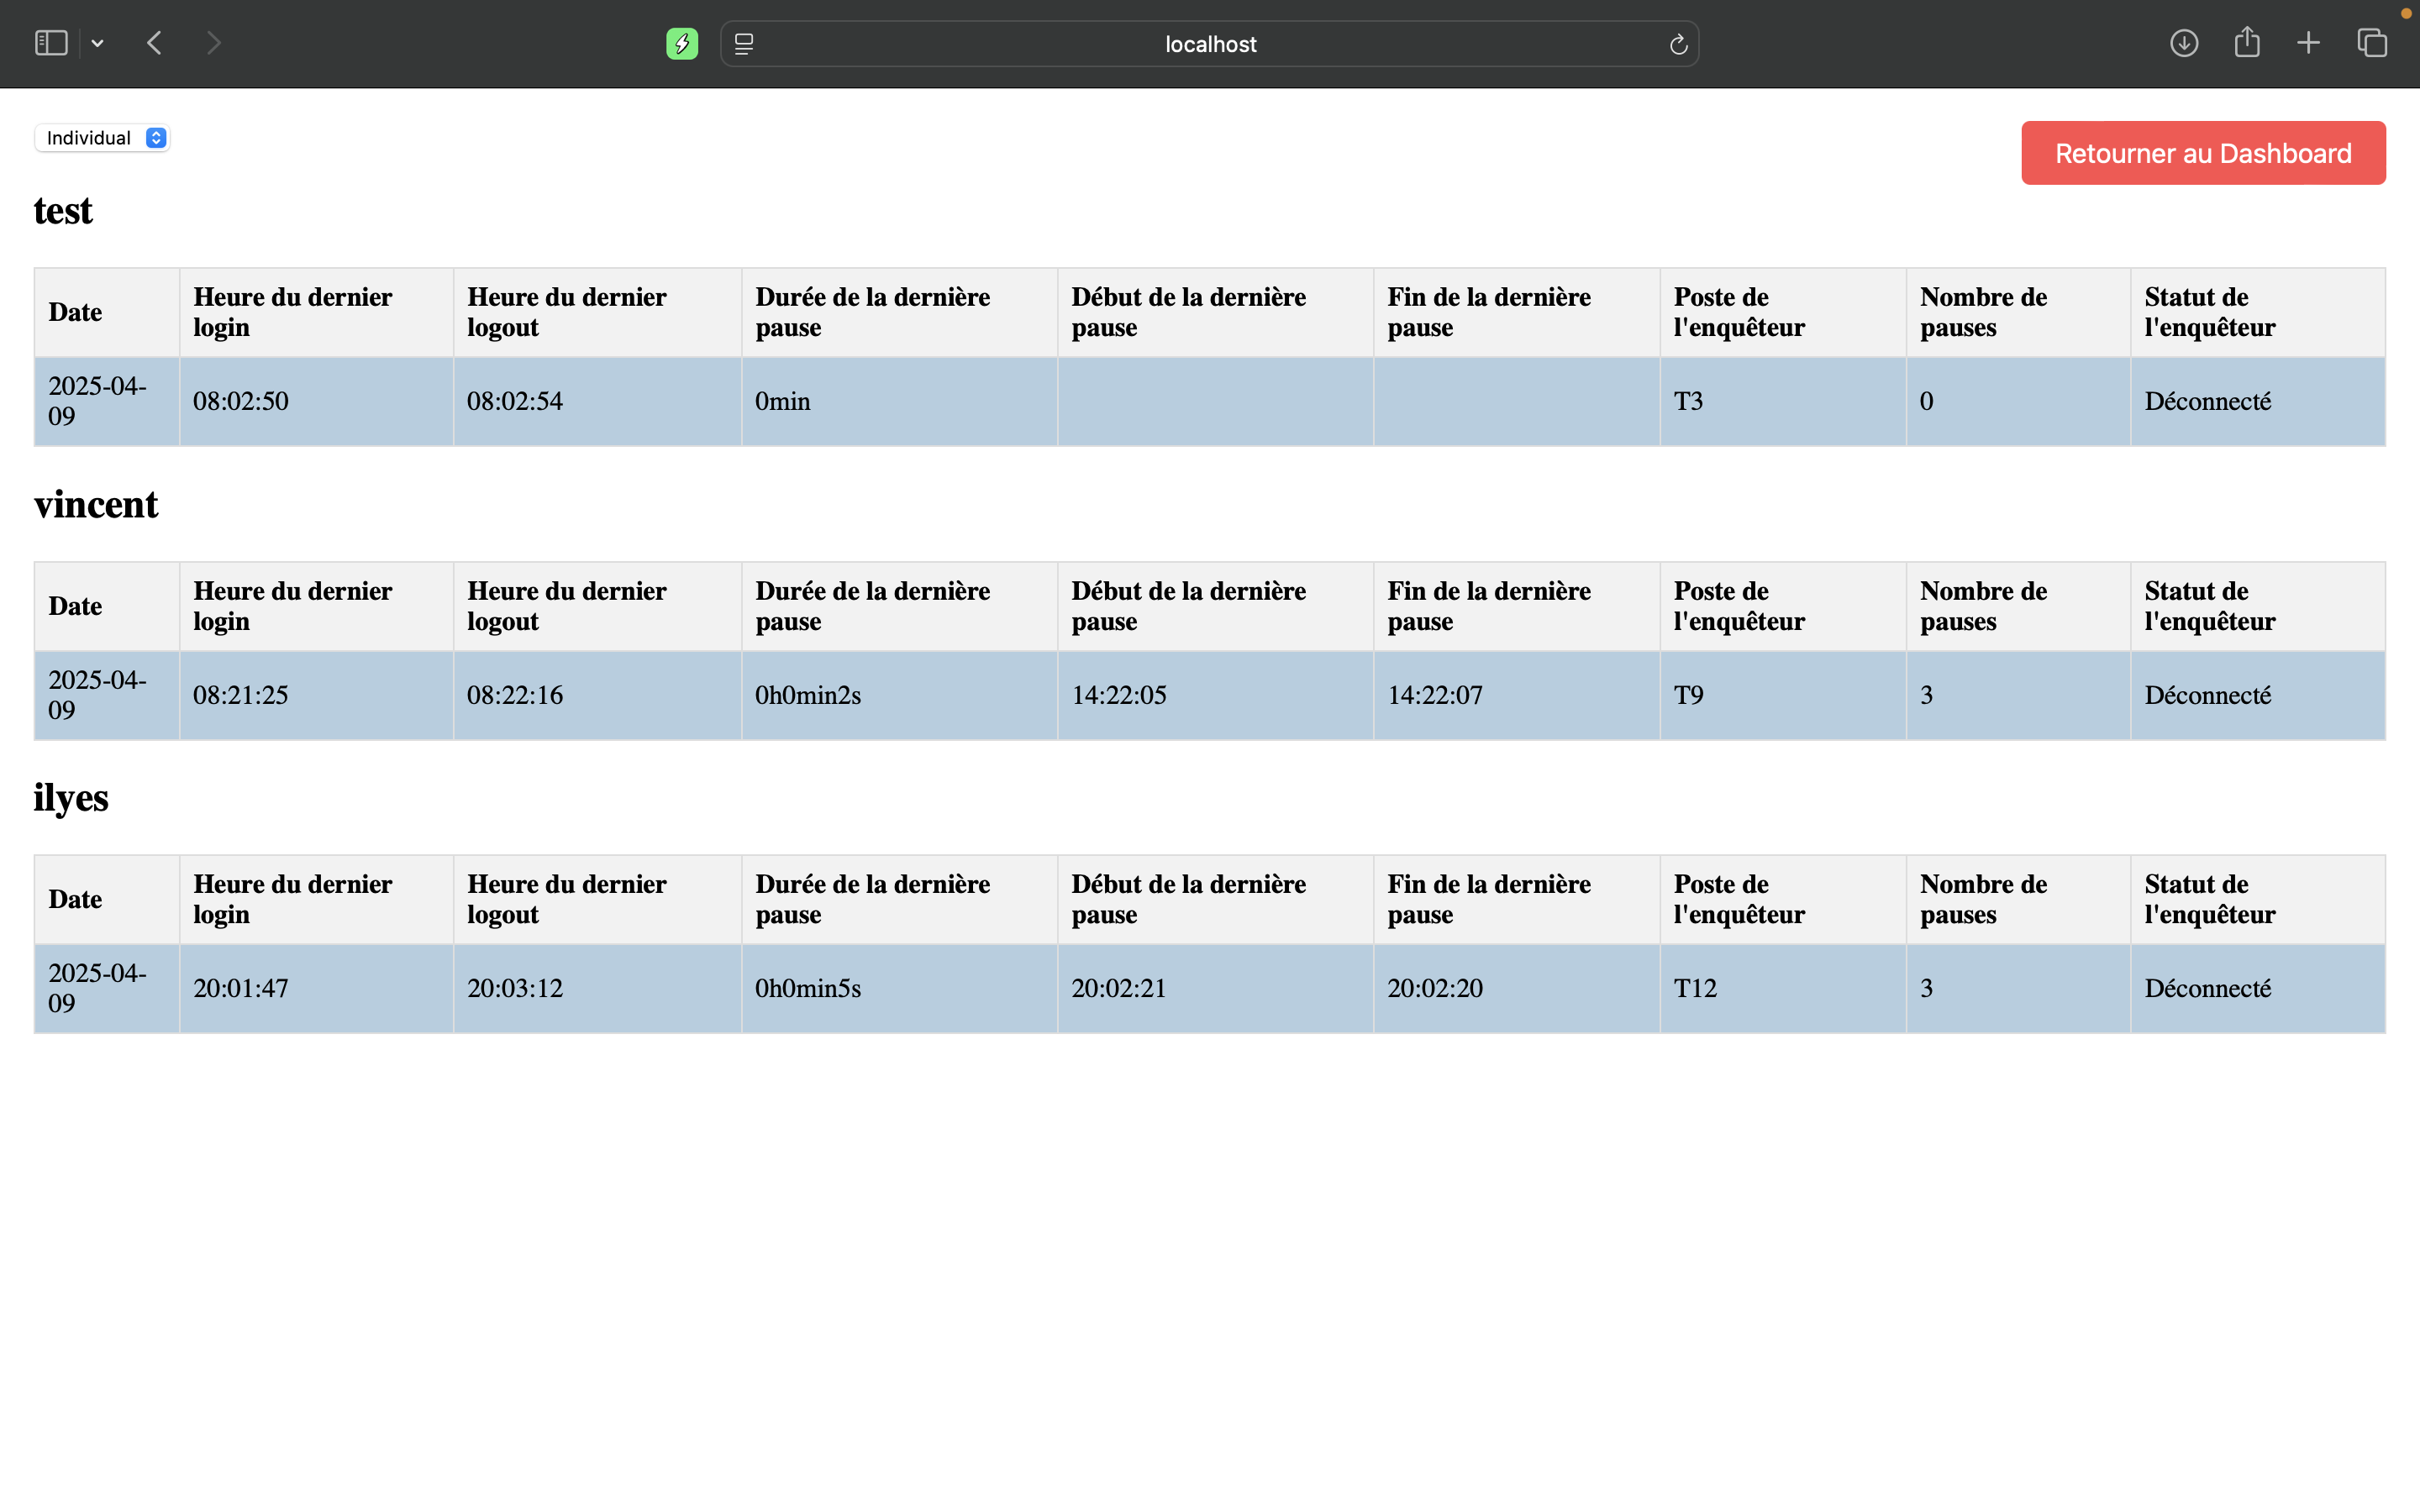 localhost
Individual
Retourner au Dashboard
test
Date Heure du dernier login Heure du dernier logout Durée de la dernière pause Début de la dernière pause Fin de la dernière pause Poste de l'enquêteur Nombre de pauses Statut de l'enquêteur
2025-04-09 08:02:50 08:02:54 0min T3 0 Déconnecté
vincent
Date Heure du dernier login Heure du dernier logout Durée de la dernière pause Début de la dernière pause Fin de la dernière pause Poste de l'enquêteur Nombre de pauses Statut de l'enquêteur
2025-04-09 08:21:25 08:22:16 0h0min2s 14:22:05 14:22:07 T9 3 Déconnecté
ilyes
Date Heure du dernier login Heure du dernier logout Durée de la dernière pause Début de la dernière pause Fin de la dernière pause Poste de l'enquêteur Nombre de pauses Statut de l'enquêteur
2025-04-09 20:01:47 20:03:12 0h0min5s 20:02:21 20:02:20 T12 3 Déconnecté